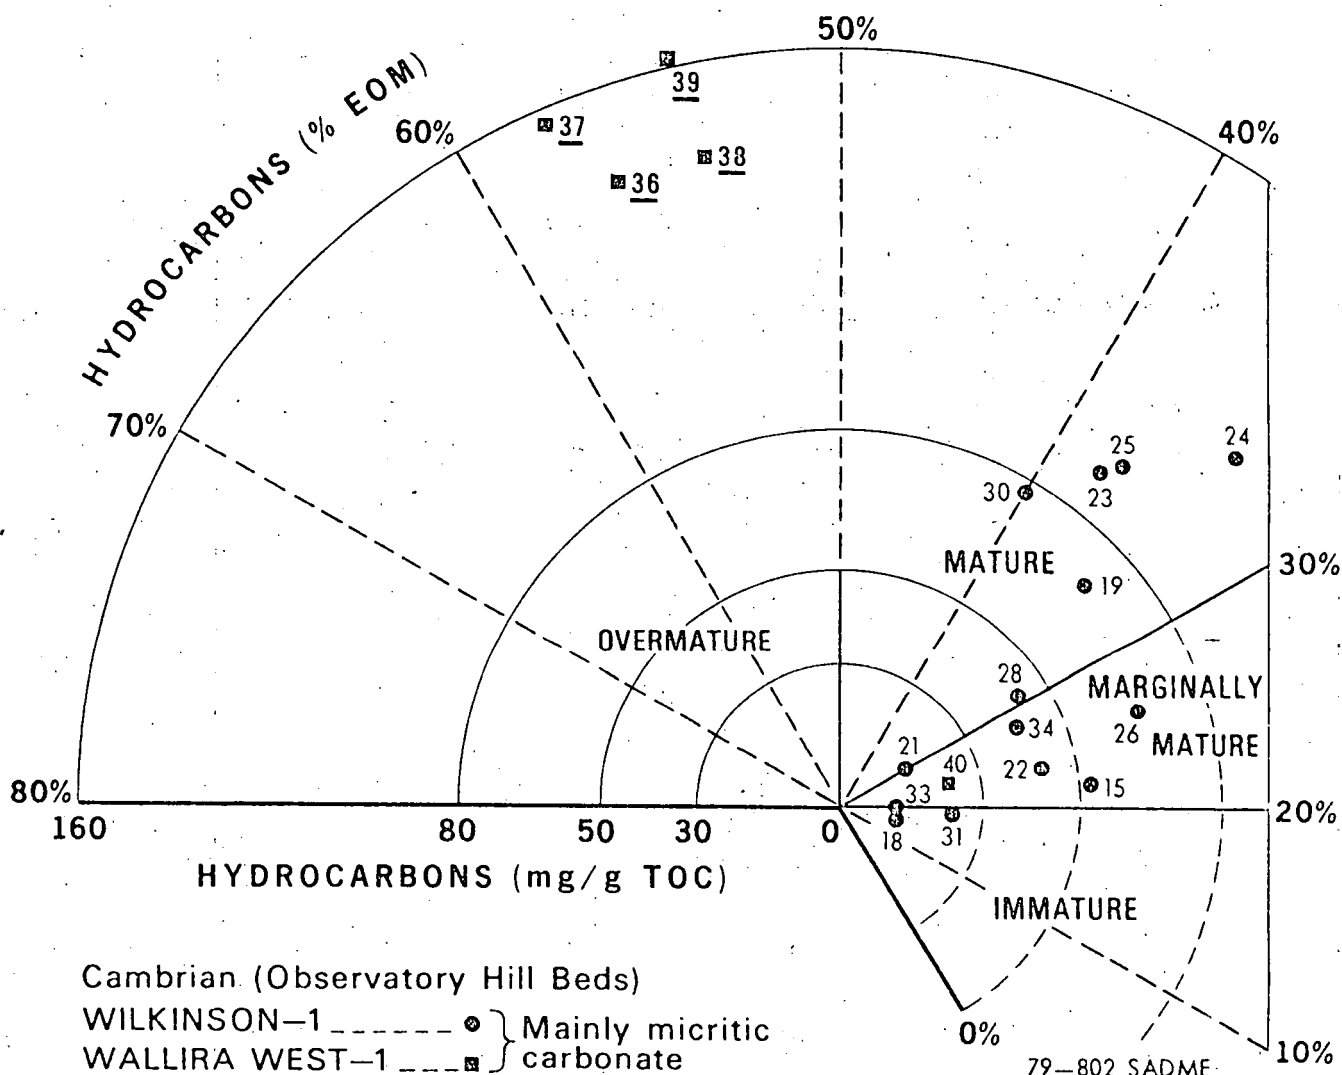 50%
HYDROCARBONS (% EOM)
39
37
60%
40%
38
36
70%
25
24
30
23
MATURE
30%
19
OVERMATURE
28
MARGINALLY
34
26
MATURE
21
40
22
15
33
80%
20%
160
80
50
30
0
18
31
HYDROCARBONS (mg/g TOC)
IMMATURE
Cambrian (Observatory Hill Beds)
WILKINSON–1
Mainly micritic
0%
WALLIRA WEST–1
carbonate
10%
79–802 SADME